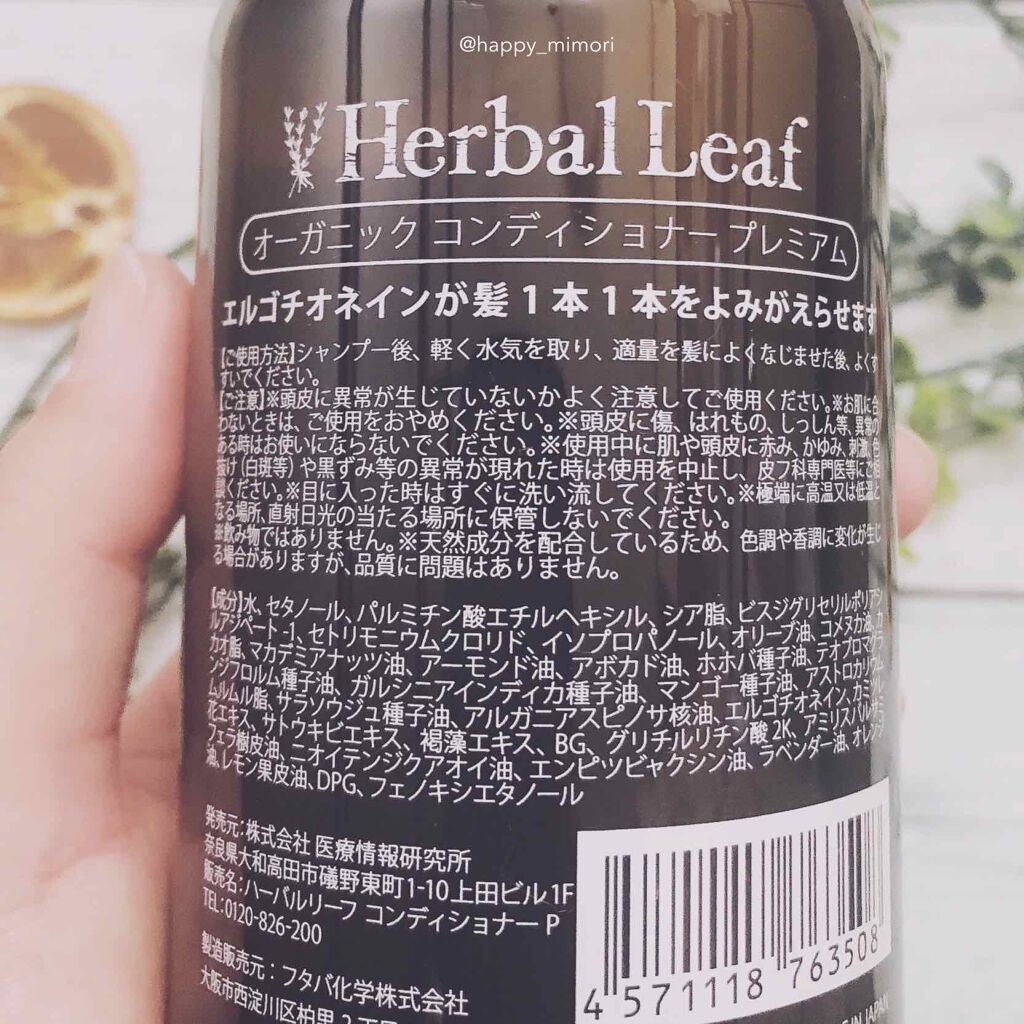 @happy_mimori
Herbal Leaf
オーガニック コンディショナー プレミアム
エルゴチオネインが髪1本1本をよみがえらせます
【ご使用方法】シャンプー後、軽く水気を取り、適量を髪によくなじませた後、よくす
すいでください。
【ご注意】※頭皮に異常が生じていないかよく注意してご使用ください。※お肌に合
わないときは、ご使用をおやめください。※頭皮に傷、はれもの、しっしん等、異常の
ある時はお使いにならないでください。※使用中に肌や頭皮に赤み、かゆみ、刺激、色
抜け(白斑等)や黒ずみ等の異常が現れた時は使用を中止し、皮フ科専門医等にご相
談ください。※目に入った時はすぐに洗い流してください。※極端に高温又は低温と
なる場所、直射日光の当たる場所に保管しないでください。
※飲み物ではありません。※天然成分を配合しているため、色調や香調に変化が生じ
る場合がありますが、品質に問題はありません。
【成分】水、セタノール、パルミチン酸エチルヘキシル、シア脂、ビスジグリセリルポリアシ
ルアジペート-1、セトリモニウムクロリド、イソプロパノール、オリーブ油、コメヌカ油、カ
カオ脂、マカデミアナッツ油、アーモンド油、アボカド油、ホホバ種子油、テオブロマグラ
ンジフロルム種子油、ガルシニアインディカ種子油、マンゴー種子油、アストロカリウム
ムルムル脂、サラソウジュ種子油、アルガニアスピノサ核油、エルゴチオネイン、カミツレ
花エキス、サトウキビエキス、褐藻エキス、BG、グリチルリチン酸2K、アミリスバルサミ
フェラ樹皮油、ニオイテンジクアオイ油、エンピツビャクシン油、ラベンダー油、オレンジ
油、レモン果皮油、DPG、フェノキシエタノール
発売元：株式会社 医療情報研究所
奈良県大和高田市礒野東町1-10上田ビル1F
販売名：ハーバルリーフ コンディショナーP
TEL：0120-826-200
製造販売元：フタバ化学株式会社
大阪市西淀川区柏里
4 571118 763508
IN JAPAN